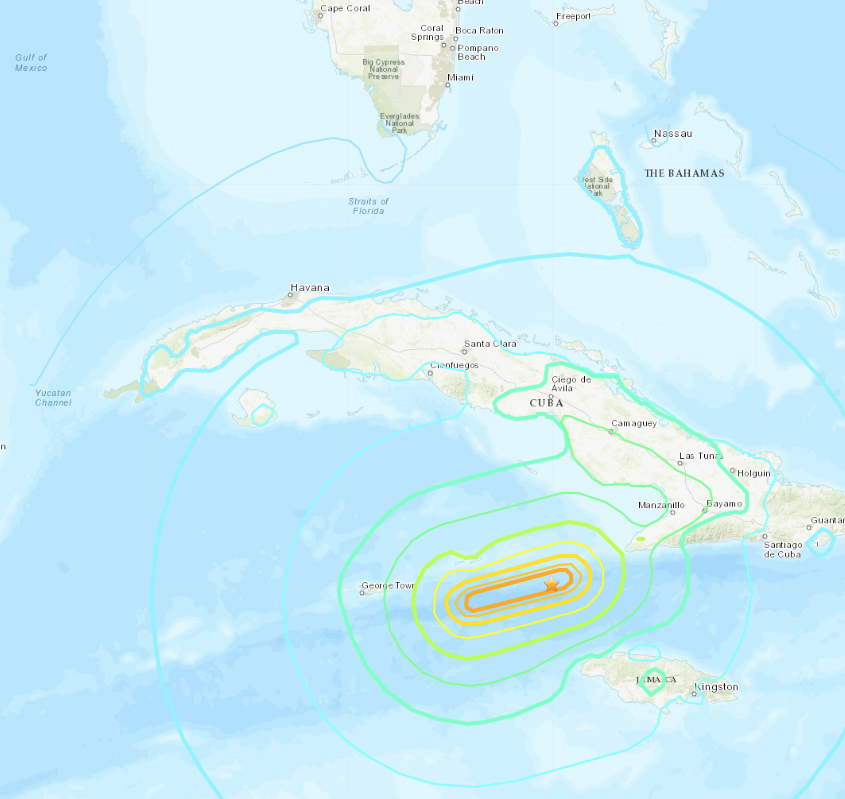 Beach
Cape Coral
Freeport
Coral
Springs
Boca Raton
Pompano
Beach
Gulf of
Mexico
Big Cypress
National
Preserve
Miami
Everglades
National
Park
Nassau
THE BAHAMAS
West Side
National
Park
Straits of
Florida
Havana
Santa Clara
Cienfuegos
Yucatan
Channel
Ciego de
Avila
CUBA
Camaguey
Las Tunas
Holguin
Manzanillo
Bayamo
Santiago
de Cuba
George Town
JAMAICA
Kingston